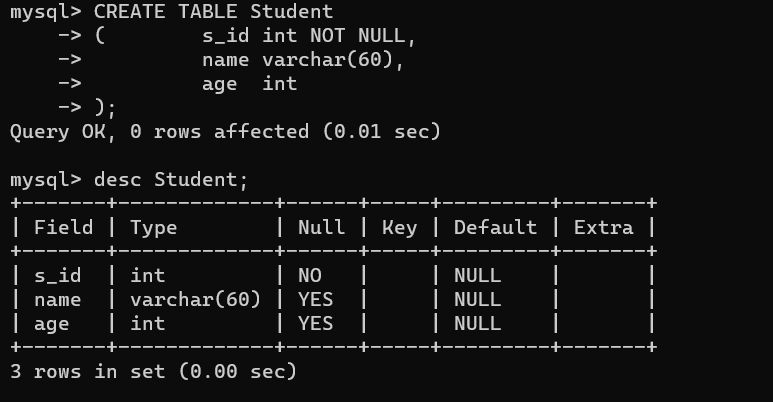 mysql> CREATE TABLE Student
    -> (        s_id int NOT NULL,
    ->          name varchar(60),
    ->          age  int
    -> );
Query OK, 0 rows affected (0.01 sec)

mysql> desc Student;
+-------+-------------+------+-----+---------+-------+
| Field | Type        | Null | Key | Default | Extra |
+-------+-------------+------+-----+---------+-------+
| s_id  | int         | NO   |     | NULL    |       |
| name  | varchar(60) | YES  |     | NULL    |       |
| age   | int         | YES  |     | NULL    |       |
+-------+-------------+------+-----+---------+-------+
3 rows in set (0.00 sec)